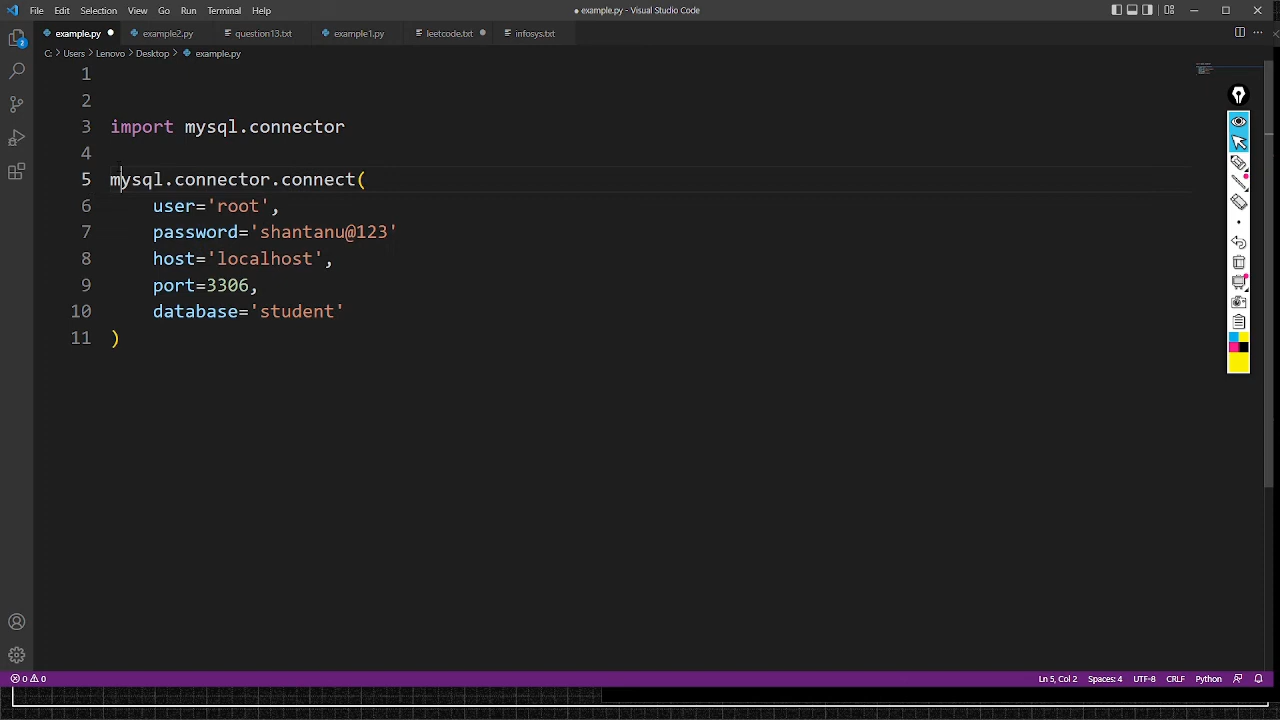 File Edit Selection View Go Run Terminal Help
● example.py - Visual Studio Code
example.py ● example2.py question13.txt example1.py leetcode.txt ● infosys.txt
C: > Users > Lenovo > Desktop > example.py
1
2
3 import mysql.connector
4
5 mysql.connector.connect(
6 user='root',
7 password='shantanu@123'
8 host='localhost',
9 port=3306,
10 database='student'
11 )
2
0 0 Ln 5, Col 2 Spaces: 4 UTF-8 CRLF Python